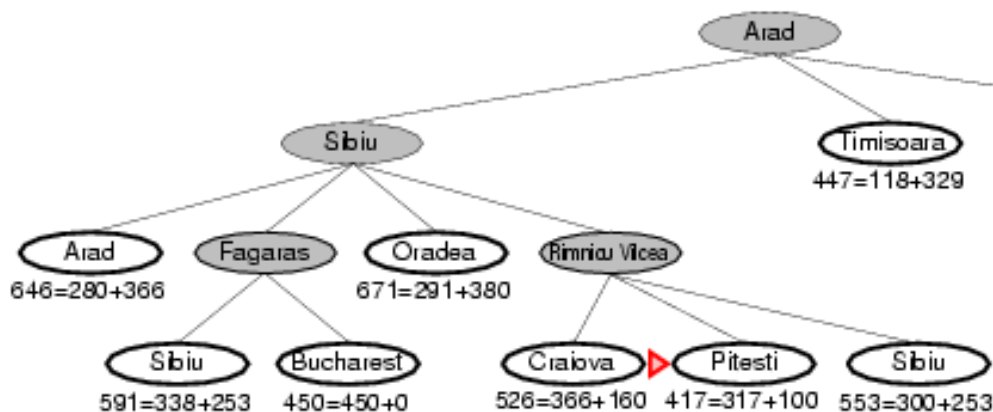 Arad
Sibiu
Timisoara
447=118+329
Arad
Fagaras
Oradea
Rimnicu Vilcea
646=280+366
671=291+380
Sibiu
Bucharest
Craiova
Pitesti
Sibiu
591=338+253
450=450+0
526=366+160
417=317+100
553=300+253